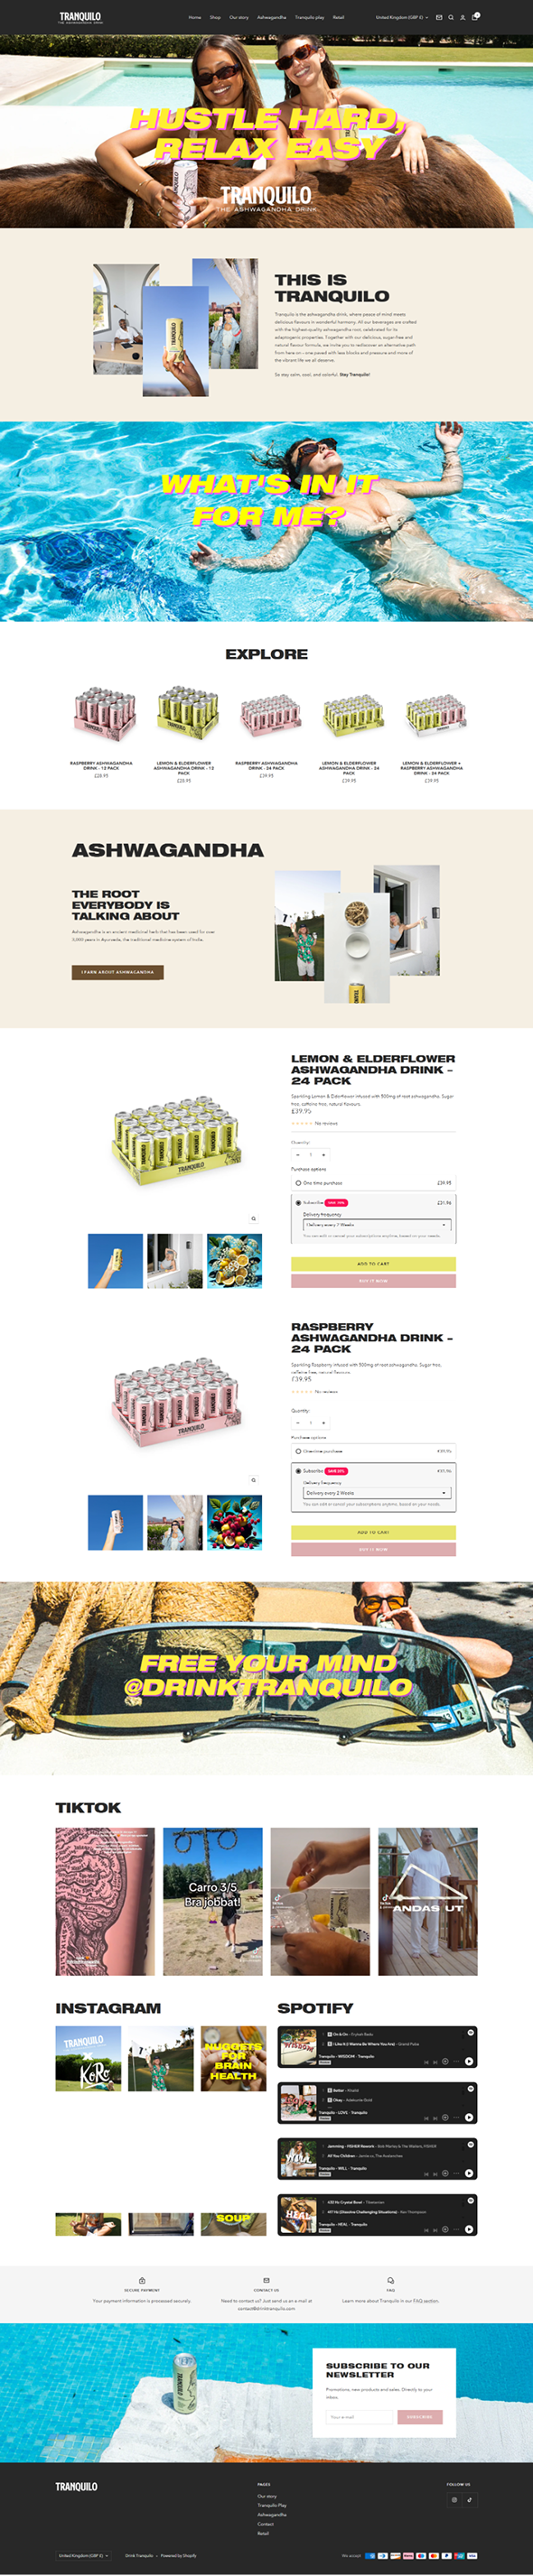 TRANQUILO
THE ASHWAGANDHA DRINK
Home Shop Our story Ashwagandha Tranquilo play Retail
United Kingdom (GBP £)
HUSTLE HARD,
RELAX EASY
TRANQUILO
THE ASHWAGANDHA DRINK
THIS IS
TRANQUILO
Tranquilo is the ashwagandha drink, where peace of mind meets
delicious flavours in wonderful harmony. All our beverages are crafted
with the highest-quality ashwagandha root, celebrated for its
adaptogenic properties. Together with our delicious, sugar-free and
natural flavour formula, we invite you to rediscover an alternative path
from here on – one paved with less blocks and pressure and more of
the vibrant life we all deserve.
So stay calm, cool, and colorful. Stay Tranquilo!
WHAT'S IN IT
FOR ME?
EXPLORE
RASPBERRY ASHWAGANDHA
DRINK - 12 PACK
£28.95
LEMON & ELDERFLOWER
ASHWAGANDHA DRINK - 12
PACK
£28.95
RASPBERRY ASHWAGANDHA
DRINK - 24 PACK
£39.95
LEMON & ELDERFLOWER
ASHWAGANDHA DRINK - 24
PACK
£39.95
LEMON & ELDERFLOWER +
RASPBERRY ASHWAGANDHA
DRINK - 24 PACK
£39.95
ASHWAGANDHA
THE ROOT
EVERYBODY IS
TALKING ABOUT
Ashwagandha is an ancient medicinal herb that has been used for over
3,000 years in Ayurveda, the traditional medicine system of India.
LEARN ABOUT ASHWAGANDHA
LEMON & ELDERFLOWER
ASHWAGANDHA DRINK -
24 PACK
Sparkling Lemon & Elderflower infused with 300mg of root ashwagandha. Sugar
free, caffeine free, natural flavours.
£39.95
No reviews
Quantity:
1
Purchase options
One-time purchase £39.95
Subscribe SAVE 20% £31.96
Delivery frequency
Delivery every 2 Weeks
You can edit or cancel your subscriptions anytime, based on your needs.
ADD TO CART
BUY IT NOW
RASPBERRY
ASHWAGANDHA DRINK -
24 PACK
Sparkling Raspberry infused with 300mg of root ashwagandha. Sugar free,
caffeine free, natural flavours.
£39.95
No reviews
Quantity:
1
Purchase options
One-time purchase £39.95
Subscribe SAVE 20% £31.96
Delivery frequency
Delivery every 2 Weeks
You can edit or cancel your subscriptions anytime, based on your needs.
ADD TO CART
BUY IT NOW
FREE YOUR MIND
@DRINKTRANQUILO
TIKTOK
Carro 3/5
Bra jobbat!
ANDAS UT
INSTAGRAM
TRANQUILO
X
KoRo
NUGGETS
FOR
BRAIN
HEALTH
SOUP
SPOTIFY
WISDOM
On & On - Erykah Badu
Tranquilo - WISDOM - Tranquilo
Better - Khalid
Tranquilo - LOVE - Tranquilo
WILL
Tranquilo - WILL - Tranquilo
HEAL
Tranquilo - HEAL - Tranquilo
SECURE PAYMENT
Your payment information is processed securely.
CONTACT US
Need to contact us? Just send us an e-mail at
contact@drinktranquilo.com
FAQ
Learn more about Tranquilo in our FAQ section.
SUBSCRIBE TO OUR
NEWSLETTER
Promotions, new products and sales. Directly to your
inbox.
Your e-mail
SUBSCRIBE
TRANQUILO
PAGES
Our story
Tranquilo Play
Ashwagandha
Contact
Retail
FOLLOW US
United Kingdom (GBP £)
Drink Tranquilo - Powered by Shopify
We accept